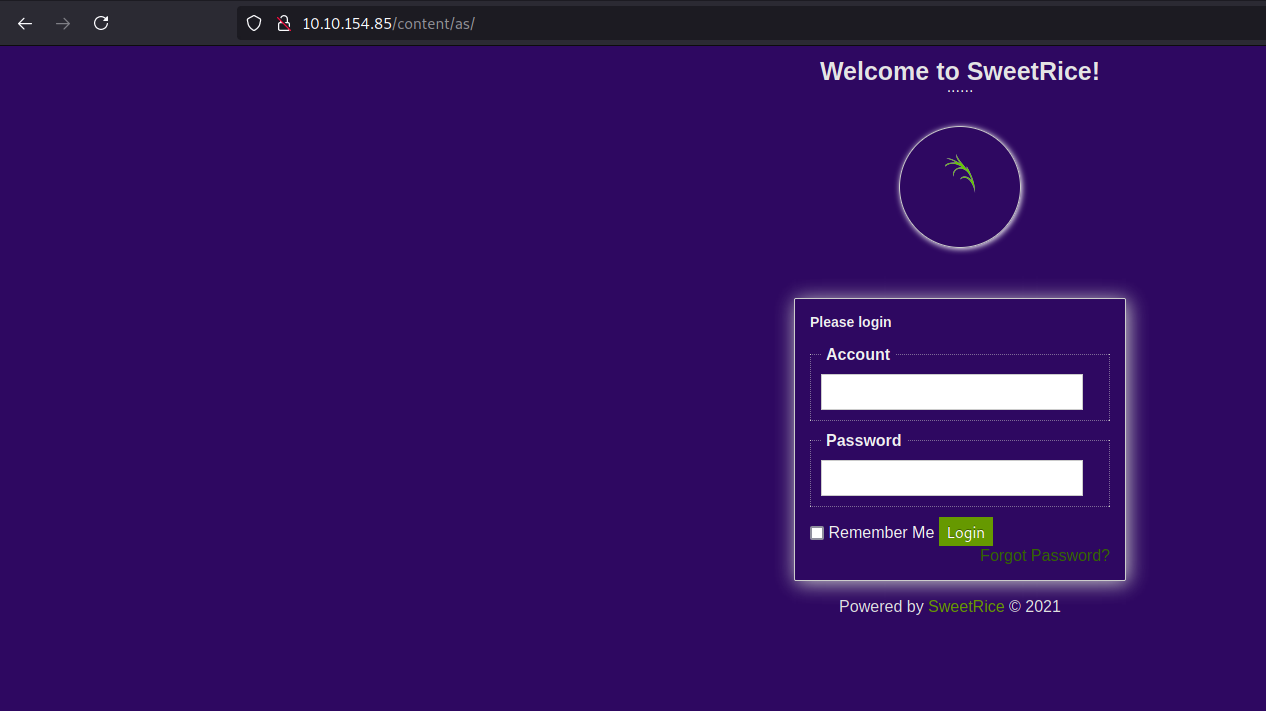 10.10.154.85/content/as/
Welcome to SweetRice!
......
Please login
Account
Password
Remember Me Login
Forgot Password?
Powered by SweetRice © 2021